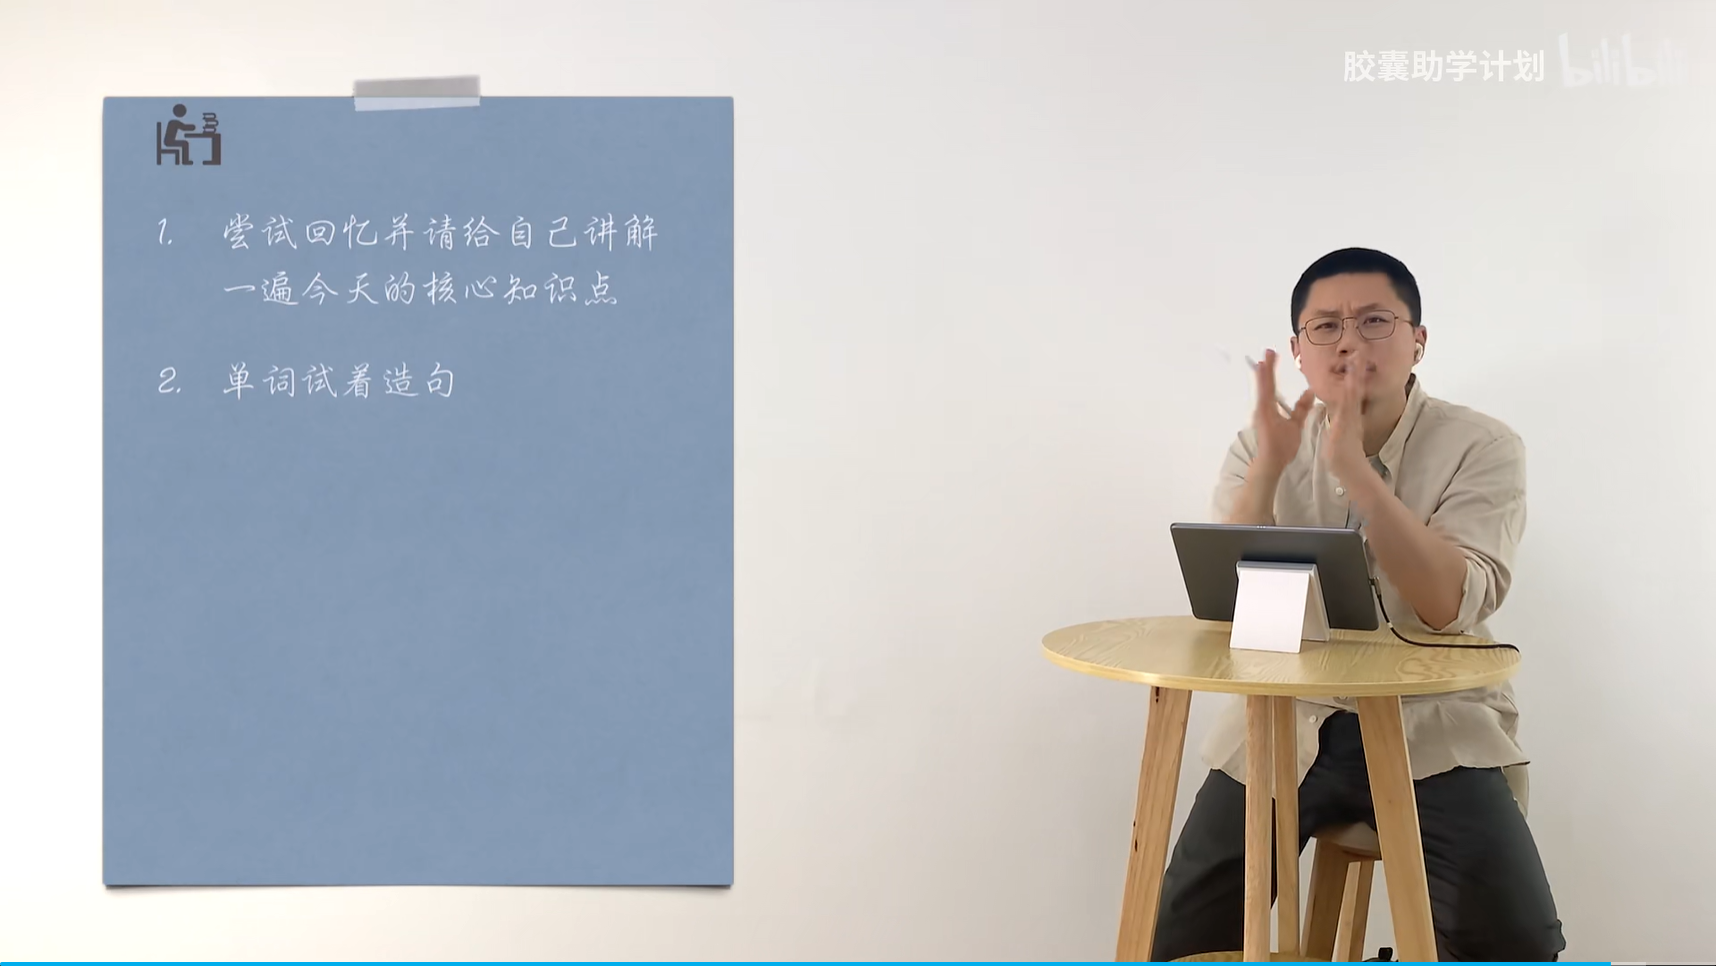 胶囊助学计划 bilibili
1. 尝试回忆并请给自己讲解
一遍今天的核心知识点
2. 单词试着造句